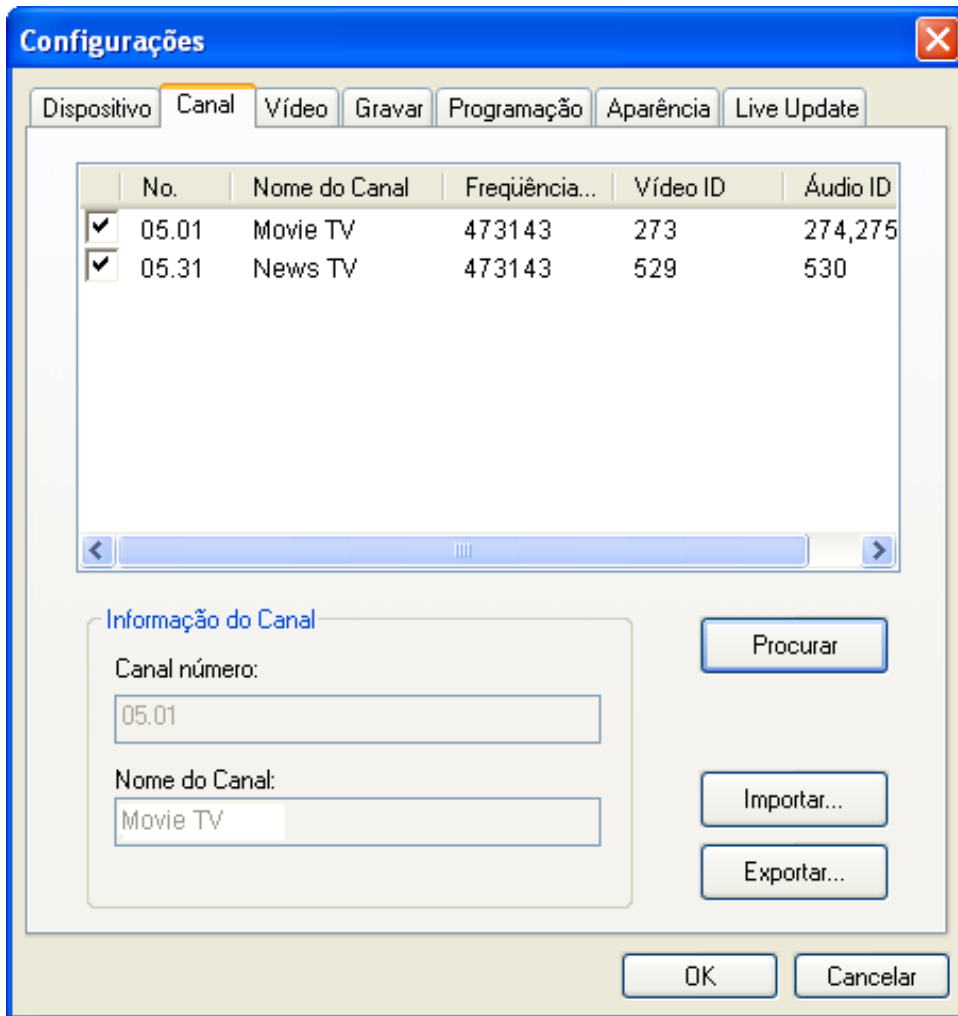 Configurações
Dispositivo Canal Vídeo Gravar Programação Aparência Live Update
No. Nome do Canal Freqüência... Vídeo ID Áudio ID
05.01 Movie TV 473143 273 274,275
05.31 News TV 473143 529 530
Informação do Canal
Procurar
Canal número:
05.01
Nome do Canal:
Importar...
Movie TV
Exportar...
OK Cancelar